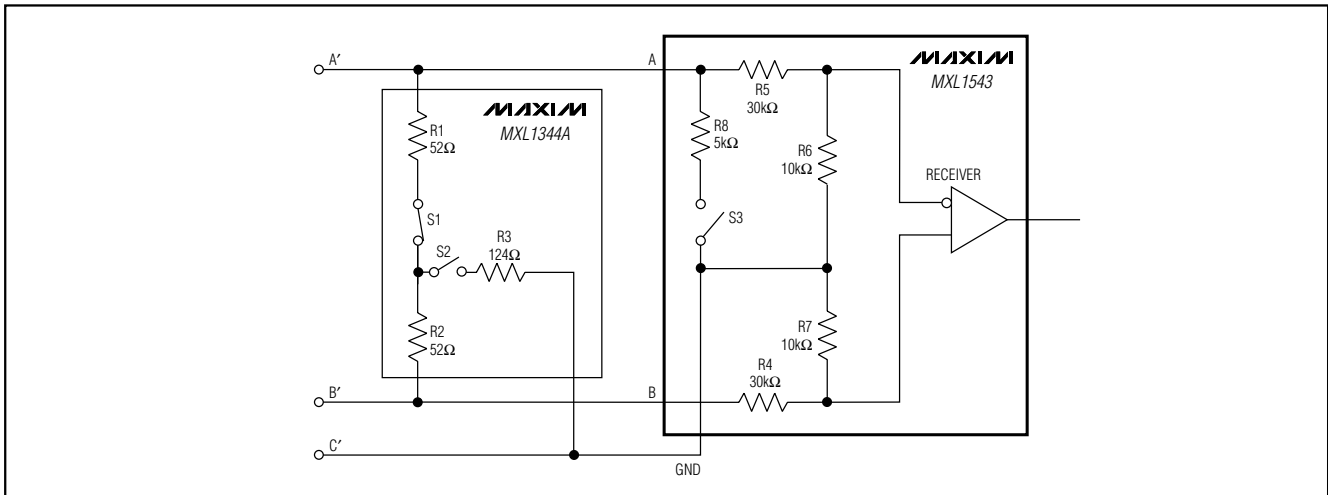 A′
A
MAXIM
MXL1543
R5
30kΩ
MAXIM
MXL1344A
R1
52Ω
R8
5kΩ
R6
10kΩ
RECEIVER
S1
S3
S2
R3
124Ω
R2
52Ω
R7
10kΩ
R4
30kΩ
B′
B
C′
GND